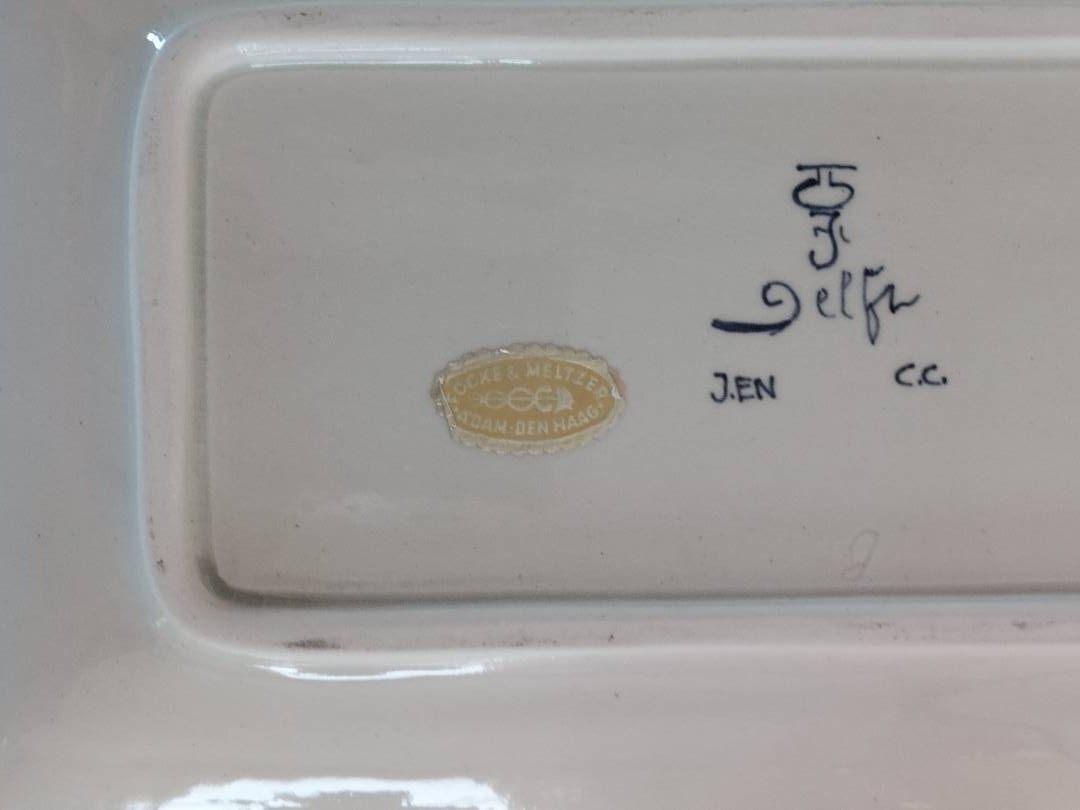 Delft
J.EN C.C.
FOCKE & MELTZER
A'DAM-DEN HAAG